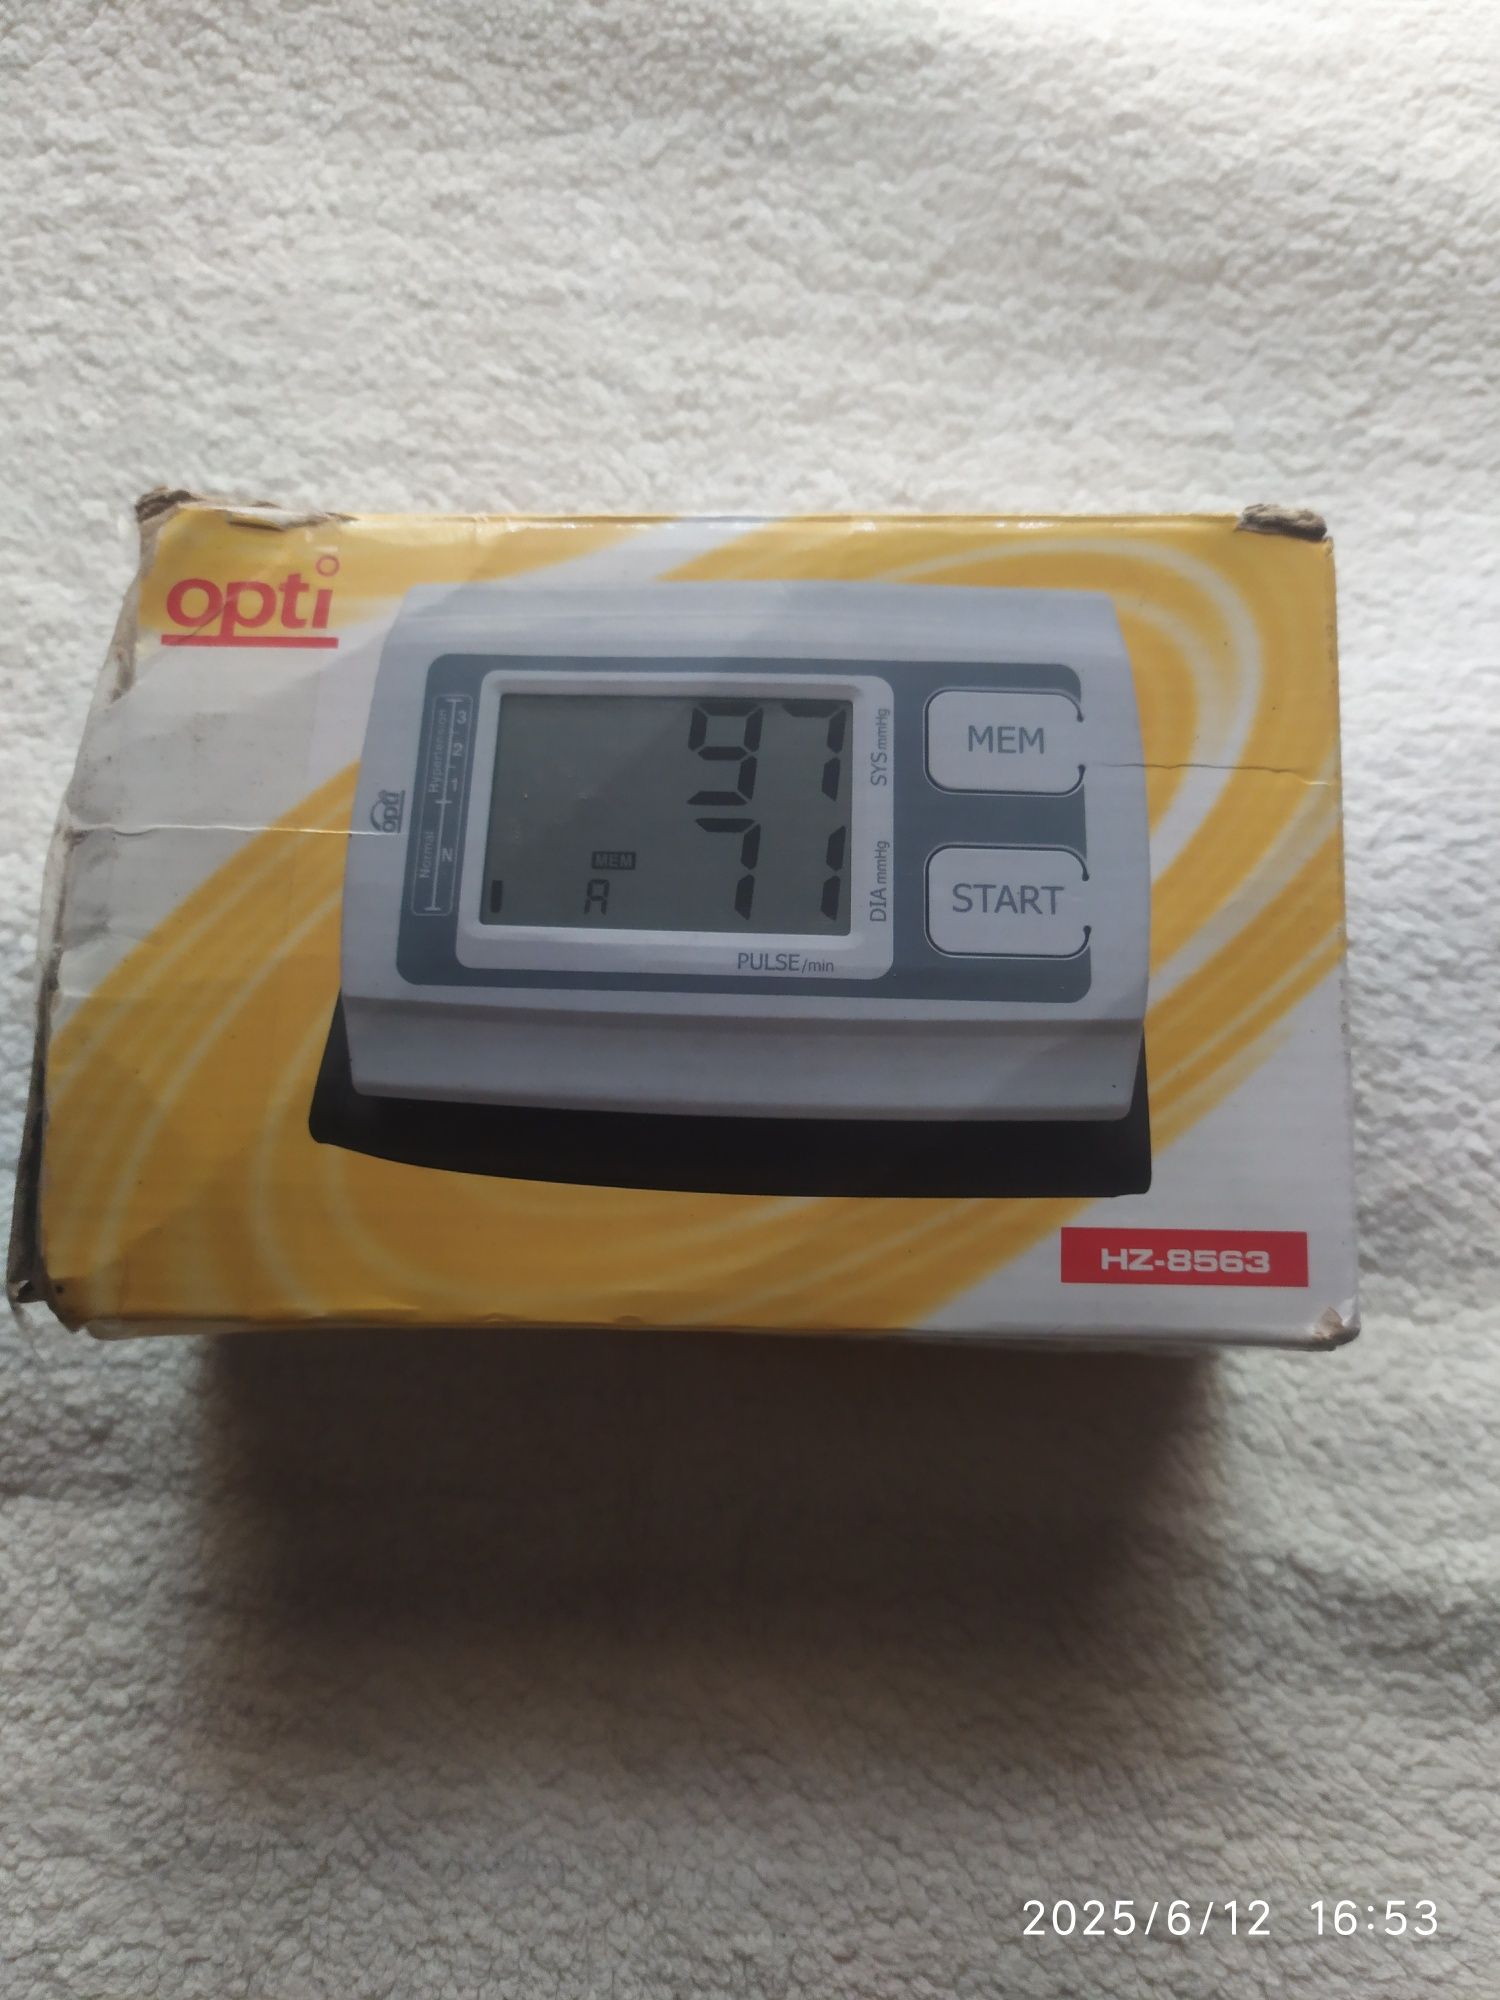 opti
3
2
1
Hypertension
Normal
N
opti
97
SYS mmHg
MEM
77
DIA mmHg
MEM
A
START
PULSE/min
HZ-8563
2025/6/12 16:53